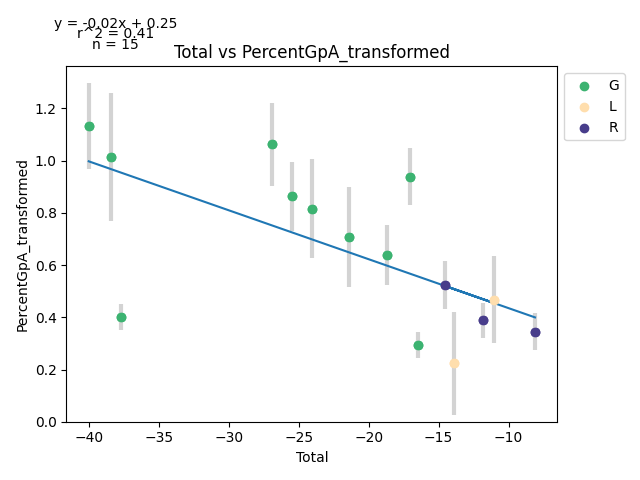 y = -0.02x + 0.25
r^2 = 0.41
n = 15
Total vs PercentGpA_transformed
G
L
R
PercentGpA_transformed
1.2
1.0
0.8
0.6
0.4
0.2
0.0
−40
−35
−30
−25
−20
−15
−10
Total